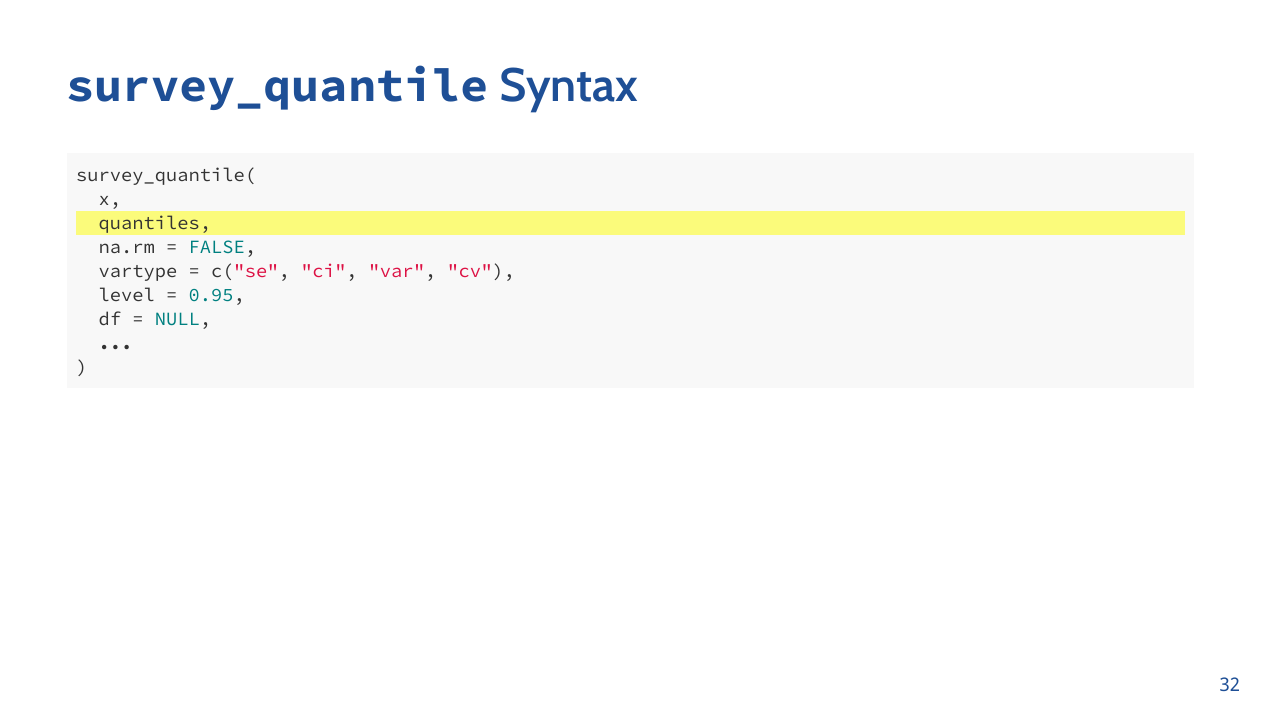 survey_quantile Syntax
survey_quantile(
  x,
  quantiles,
  na.rm = FALSE,
  vartype = c("se", "ci", "var", "cv"),
  level = 0.95,
  df = NULL,
  ...
)
32